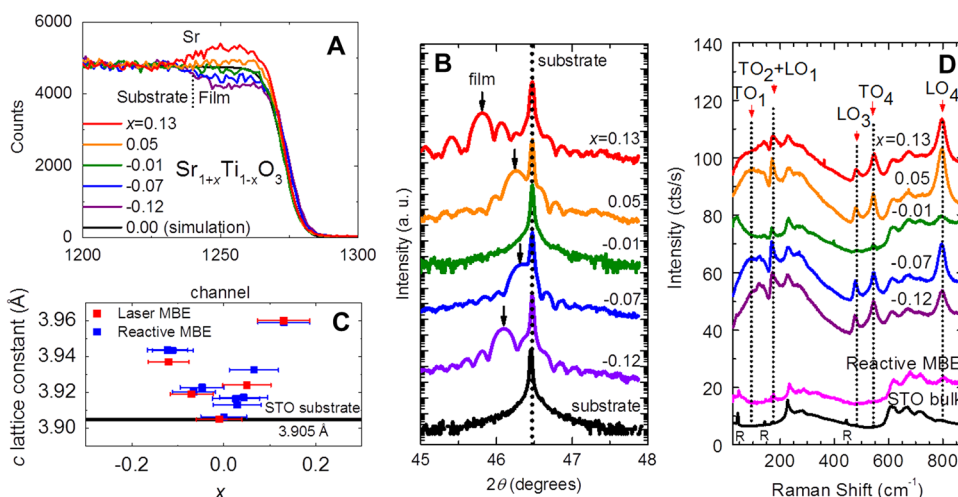 6000
4000
2000
0
Counts
A
Sr
Substrate
Film
x=0.13
0.05
-0.01
-0.07
-0.12
0.00 (simulation)
Sr1+xTi1-xO3
1200
1250
1300
channel
C
Laser MBE
Reactive MBE
3.96
3.94
3.92
3.90
c lattice constant (Å)
STO substrate
3.905 Å
-0.2
0.0
0.2
x
B
substrate
film
x=0.13
0.05
-0.01
-0.07
-0.12
substrate
Intensity (a. u.)
45
46
47
48
2θ (degrees)
D
140
120
100
80
60
40
20
0
Intensity (cts/s)
TO2+LO1
TO1
TO4
LO4
LO3
x=0.13
0.05
-0.01
-0.07
-0.12
Reactive MBE
STO bulk
R
R
R
200
400
600
800
Raman Shift (cm-1)